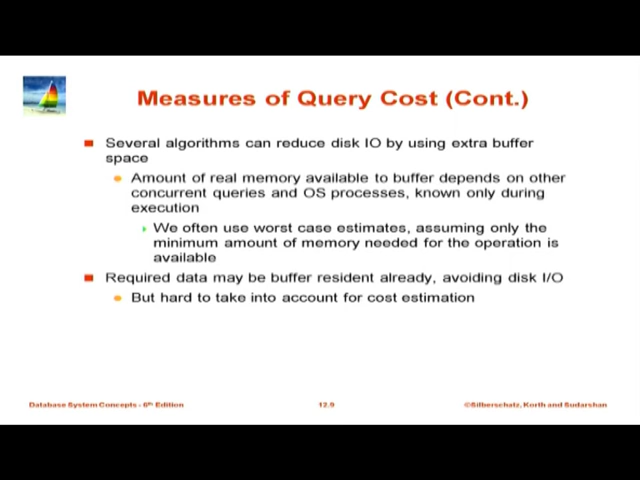 Measures of Query Cost (Cont.)
Several algorithms can reduce disk IO by using extra buffer
space
Amount of real memory available to buffer depends on other
concurrent queries and OS processes, known only during
execution
We often use worst case estimates, assuming only the
minimum amount of memory needed for the operation is
available
Required data may be buffer resident already, avoiding disk I/O
But hard to take into account for cost estimation
Database System Concepts - 6th Edition
12.9
©Silberschatz, Korth and Sudarshan